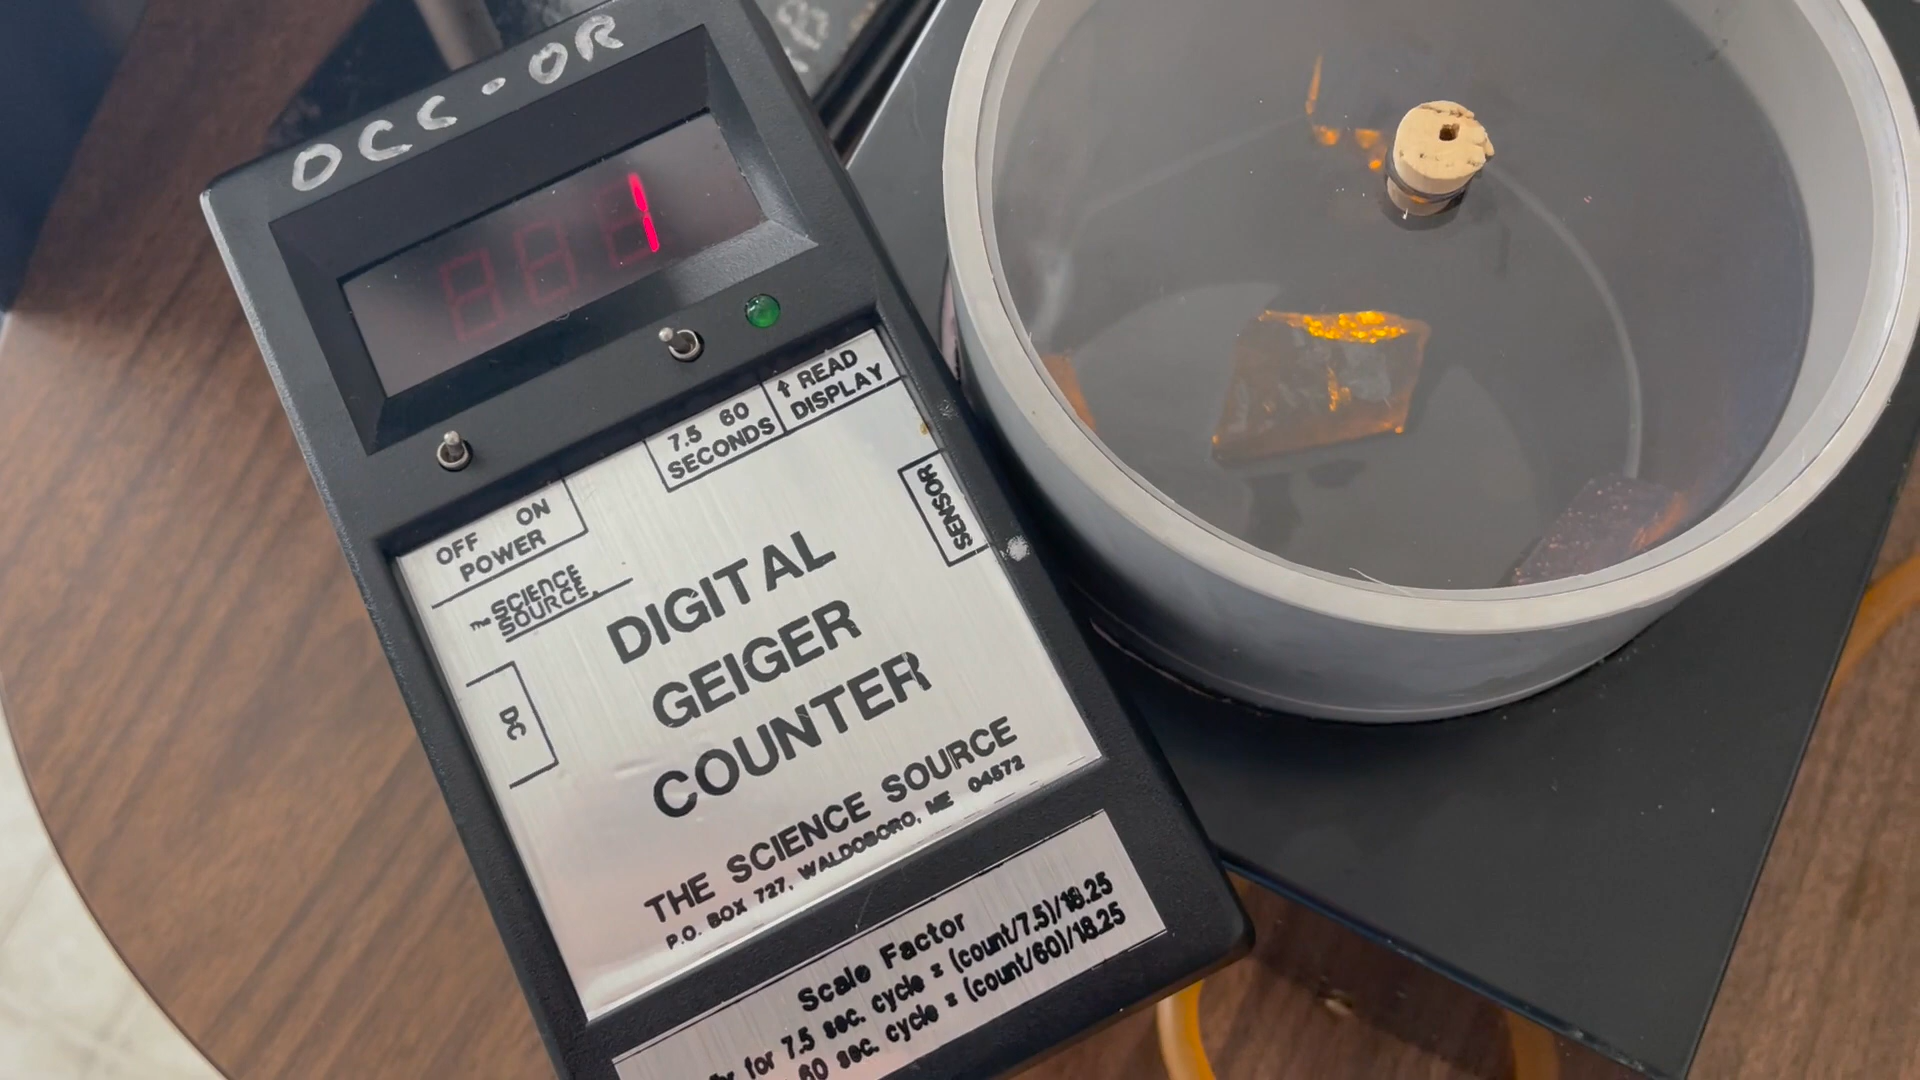 OCC-OR
1
7.5 60
SECONDS
↑ READ
DISPLAY
OFF ON
POWER
SENSOR
THE SCIENCE
SOURCE
DC
DIGITAL
GEIGER
COUNTER
THE SCIENCE SOURCE
P.O. BOX 727, WALDOBORO, ME 04572
Scale Factor
for 7.5 sec. cycle = (count/7.5)/18.25
60 sec. cycle = (count/60)/18.25